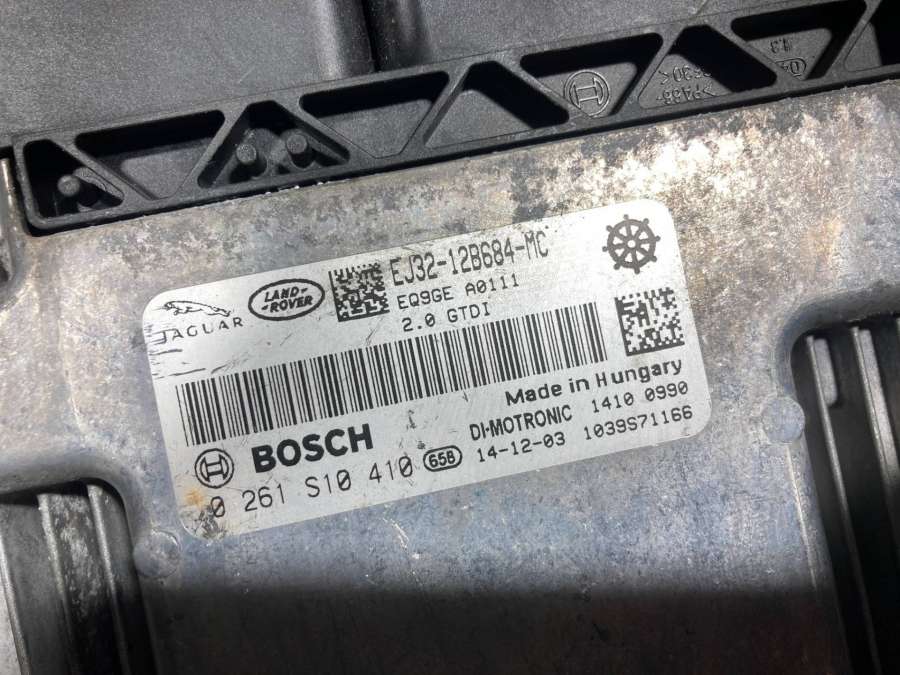 JAGUAR
LAND-
ROVER
EJ32-12B684-MC
EQ9GE A0111
2.0 GTDI
Made in Hungary
BOSCH
DI-MOTRONIC 1410 0990
0 261 S10 410 658 14-12-03 1039S71166